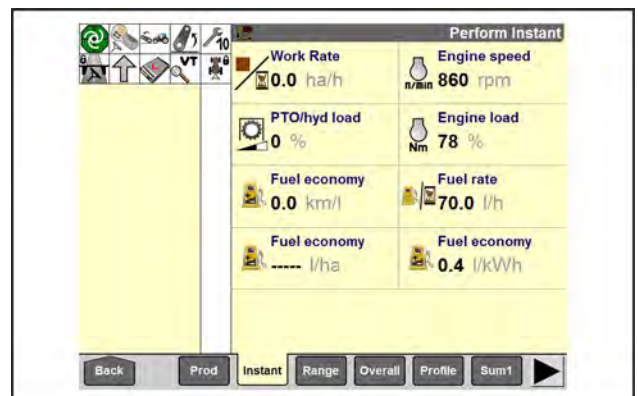 Perform Instant
10
VT
Work Rate
0.0 ha/h
Engine speed
n/min 860 rpm
PTO/hyd load
0 %
Engine load
Nm 78 %
Fuel economy
0.0 km/l
Fuel rate
70.0 l/h
Fuel economy
----- l/ha
Fuel economy
0.4 l/kWh
Back
Prod
Instant
Range
Overall
Profile
Sum1